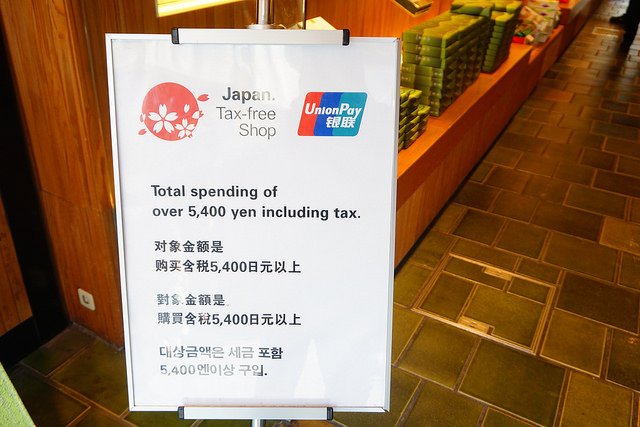 Japan.
Tax-free
Shop
UnionPay
银联
Total spending of
over 5,400 yen including tax.
对象金额是
购买含税5,400日元以上
對象金額是
購買含稅5,400日元以上
대상금액은 세금 포함
5,400엔이상 구입.